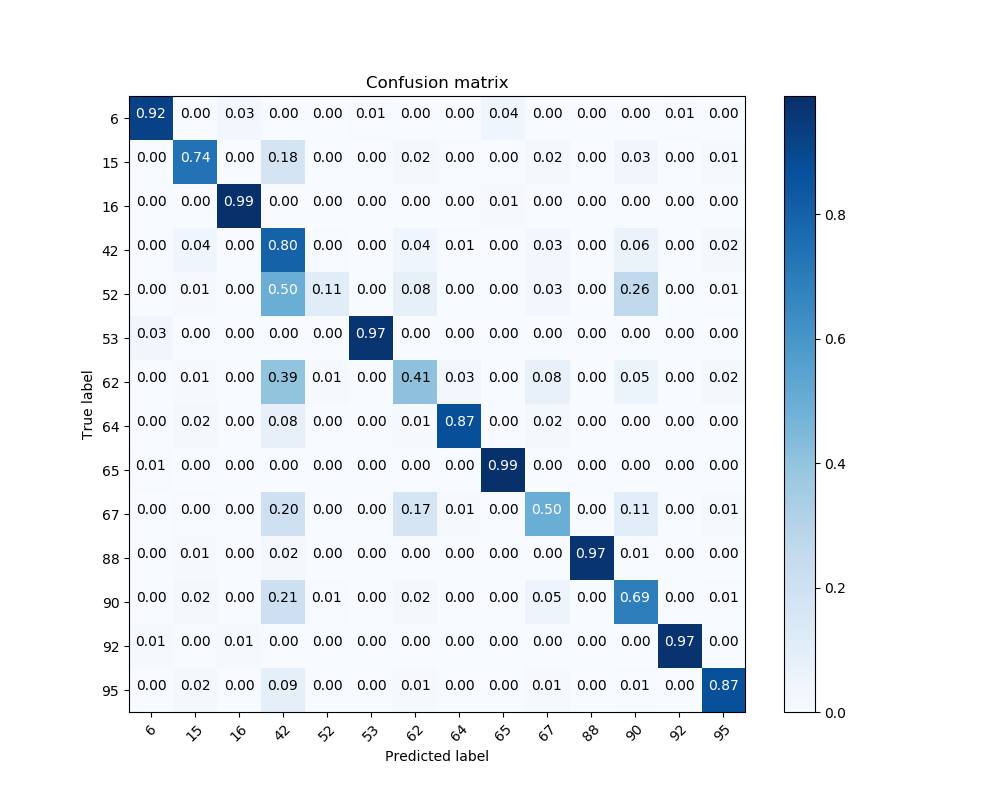 Confusion matrix
6 0.92 0.00 0.03 0.00 0.00 0.01 0.00 0.00 0.04 0.00 0.00 0.00 0.01 0.00
15 0.00 0.74 0.00 0.18 0.00 0.00 0.02 0.00 0.00 0.02 0.00 0.03 0.00 0.01
16 0.00 0.00 0.99 0.00 0.00 0.00 0.00 0.00 0.01 0.00 0.00 0.00 0.00 0.00
42 0.00 0.04 0.00 0.80 0.00 0.00 0.04 0.01 0.00 0.03 0.00 0.06 0.00 0.02
52 0.00 0.01 0.00 0.50 0.11 0.00 0.08 0.00 0.00 0.03 0.00 0.26 0.00 0.01
53 0.03 0.00 0.00 0.00 0.00 0.97 0.00 0.00 0.00 0.00 0.00 0.00 0.00 0.00
62 0.00 0.01 0.00 0.39 0.01 0.00 0.41 0.03 0.00 0.08 0.00 0.05 0.00 0.02
64 0.00 0.02 0.00 0.08 0.00 0.00 0.01 0.87 0.00 0.02 0.00 0.00 0.00 0.00
65 0.01 0.00 0.00 0.00 0.00 0.00 0.00 0.00 0.99 0.00 0.00 0.00 0.00 0.00
67 0.00 0.00 0.00 0.20 0.00 0.00 0.17 0.01 0.00 0.50 0.00 0.11 0.00 0.01
88 0.00 0.01 0.00 0.02 0.00 0.00 0.00 0.00 0.00 0.00 0.97 0.01 0.00 0.00
90 0.00 0.02 0.00 0.21 0.01 0.00 0.02 0.00 0.00 0.05 0.00 0.69 0.00 0.01
92 0.01 0.00 0.01 0.00 0.00 0.00 0.00 0.00 0.00 0.00 0.00 0.00 0.97 0.00
95 0.00 0.02 0.00 0.09 0.00 0.00 0.01 0.00 0.00 0.01 0.00 0.01 0.00 0.87
6 15 16 42 52 53 62 64 65 67 88 90 92 95
Predicted label
True label
0.8
0.6
0.4
0.2
0.0